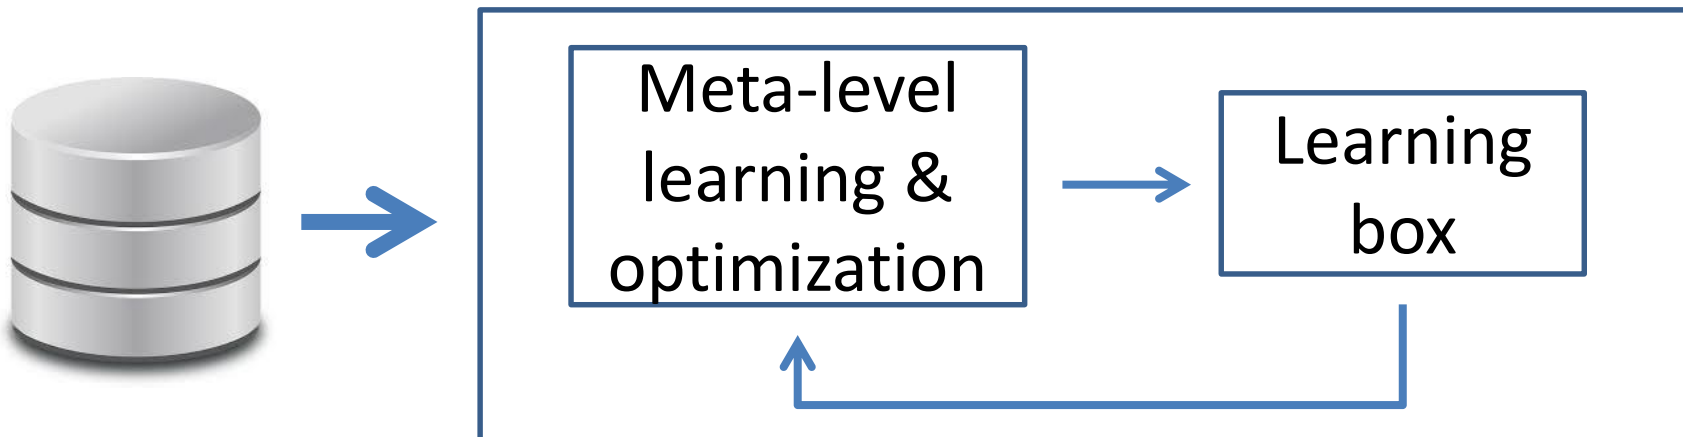 Meta-level
learning &
optimization
Learning
box